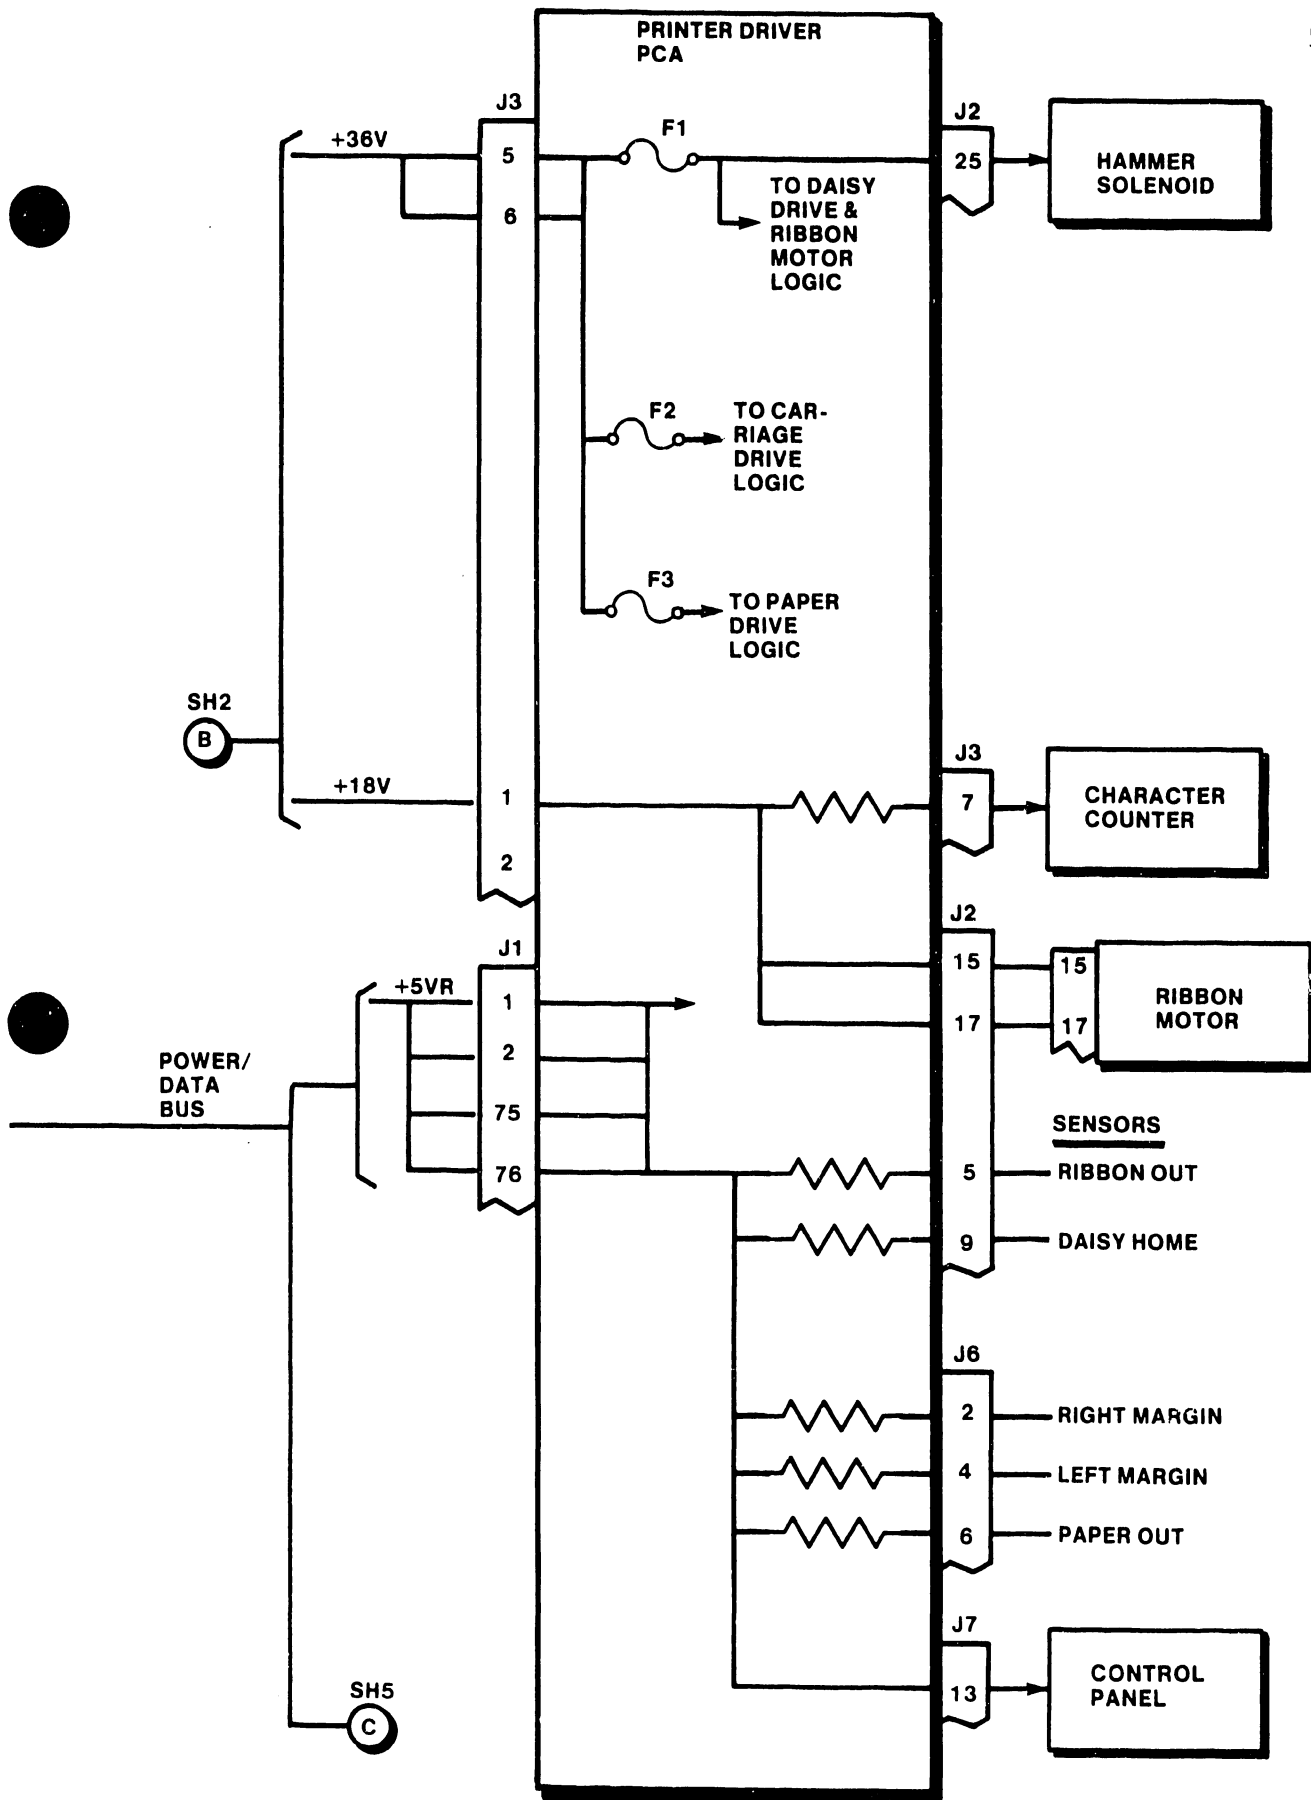 PRINTER DRIVER
PCA
J3
+36V
5
6
F1
TO DAISY
DRIVE &
RIBBON
MOTOR
LOGIC
J2
25
HAMMER
SOLENOID
F2
TO CAR-
RIAGE
DRIVE
LOGIC
F3
TO PAPER
DRIVE
LOGIC
SH2
B
+18V
1
2
J3
7
CHARACTER
COUNTER
J1
+5VR
1
2
75
76
POWER/
DATA
BUS
J2
15
17
15
17
RIBBON
MOTOR
SENSORS
5
RIBBON OUT
9
DAISY HOME
J6
2
RIGHT MARGIN
4
LEFT MARGIN
6
PAPER OUT
J7
13
CONTROL
PANEL
SH5
C